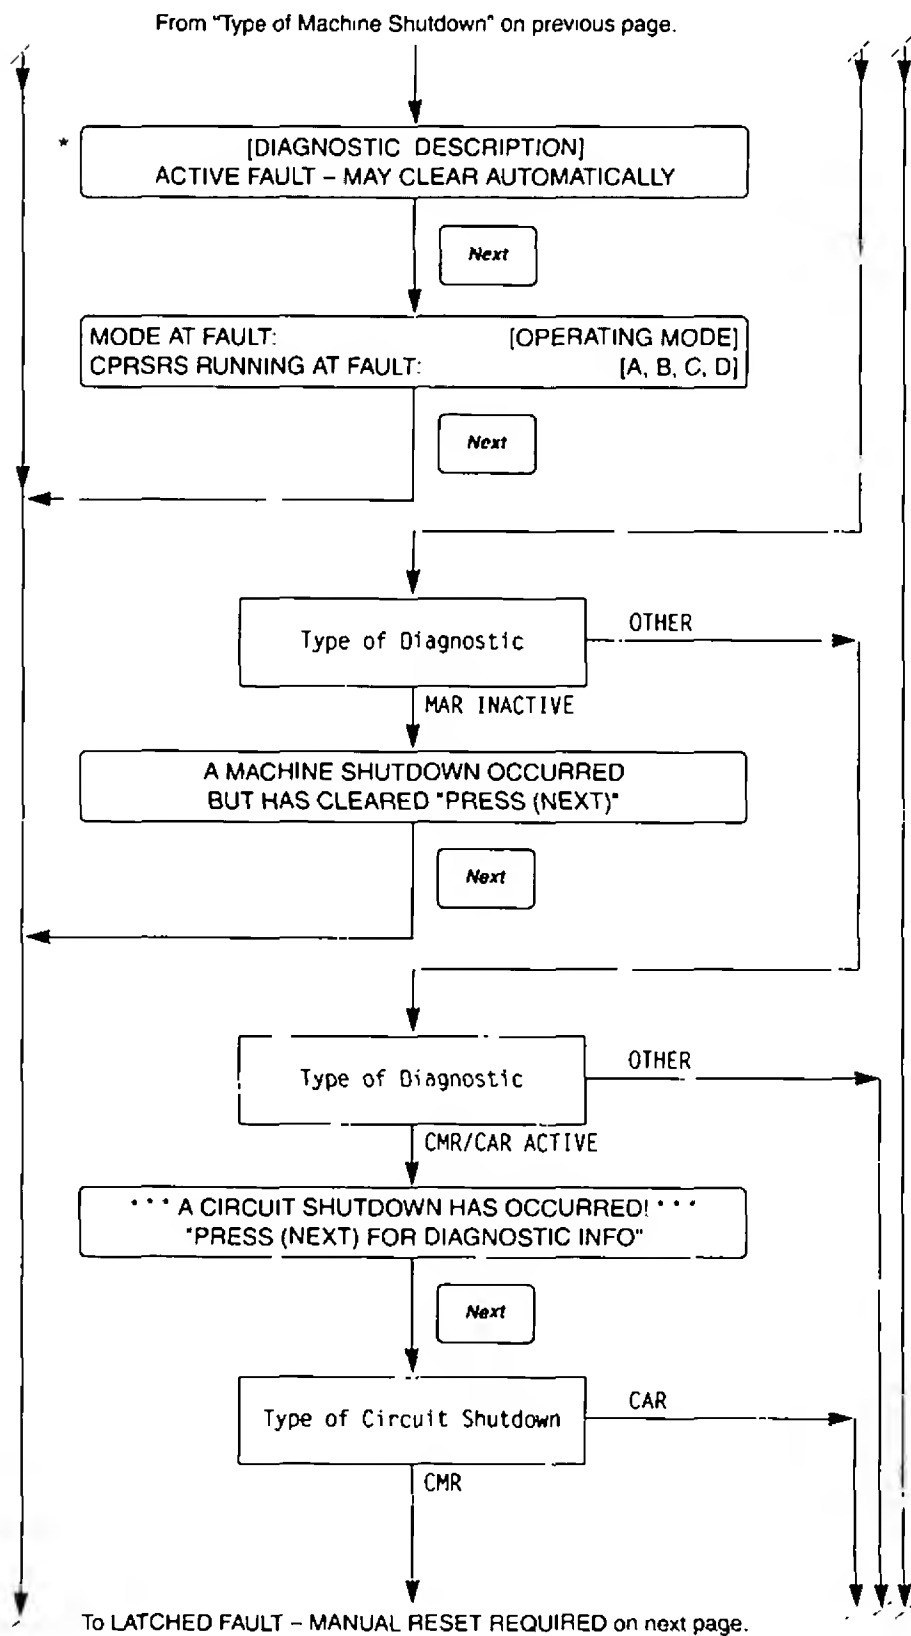 From "Type of Machine Shutdown" on previous page.
*
[DIAGNOSTIC DESCRIPTION]
ACTIVE FAULT – MAY CLEAR AUTOMATICALLY
Next
MODE AT FAULT: [OPERATING MODE]
CPRSRS RUNNING AT FAULT: [A, B, C, D]
Next
Type of Diagnostic
OTHER
MAR INACTIVE
A MACHINE SHUTDOWN OCCURRED
BUT HAS CLEARED "PRESS (NEXT)"
Next
Type of Diagnostic
OTHER
CMR/CAR ACTIVE
* * * A CIRCUIT SHUTDOWN HAS OCCURRED! * * *
"PRESS (NEXT) FOR DIAGNOSTIC INFO"
Next
Type of Circuit Shutdown
CAR
CMR
To LATCHED FAULT – MANUAL RESET REQUIRED on next page.